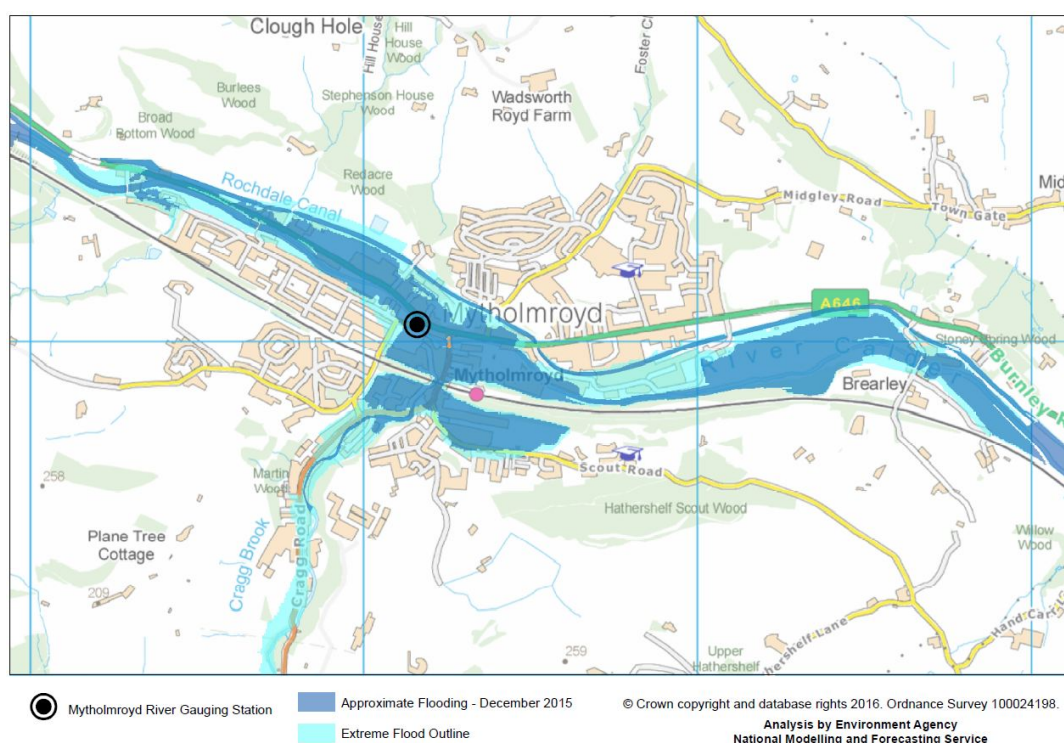 Clough Hole
Hill House
Hill
House
Wood
Foster Cl
Burlees
Wood
Stephenson House
Wood
Wadsworth
Royd Farm
Broad
Bottom Wood
Redacre
Wood
Rochdale Canal
Midgley Road
Town Gate
Mid
Mytholmroyd
A646
Stoney Spring Wood
River Calder
Burnley R
Mytholmroyd
Brearley
258
Martin
Wood
Scout Road
Hathershelf Scout Wood
Plane Tree
Cottage
Cragg Brook
Cragg Road
Willow
Wood
209
259
Upper
Hathershelf
hershelf Lane
Hand Carr L
Mytholmroyd River Gauging Station
Approximate Flooding - December 2015
Extreme Flood Outline
© Crown copyright and database rights 2016. Ordnance Survey 100024198.
Analysis by Environment Agency
National Modelling and Forecasting Service